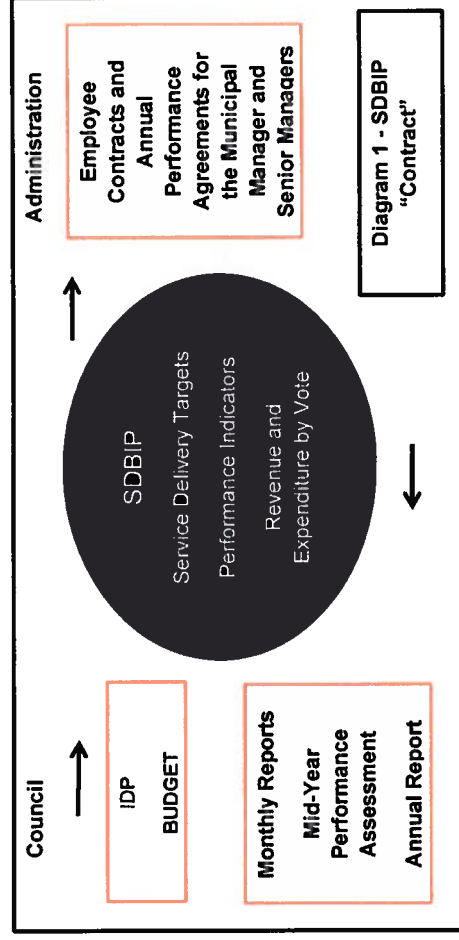 Council
IDP
BUDGET
Monthly Reports
Mid-Year
Performance
Assessment
Annual Report
SDBIP
Service Delivery Targets
Performance Indicators
Revenue and
Expenditure by Vote
Administration
Employee
Contracts and
Annual
Performance
Agreements for
the Municipal
Manager and
Senior Managers
Diagram 1 - SDBIP
“Contract”